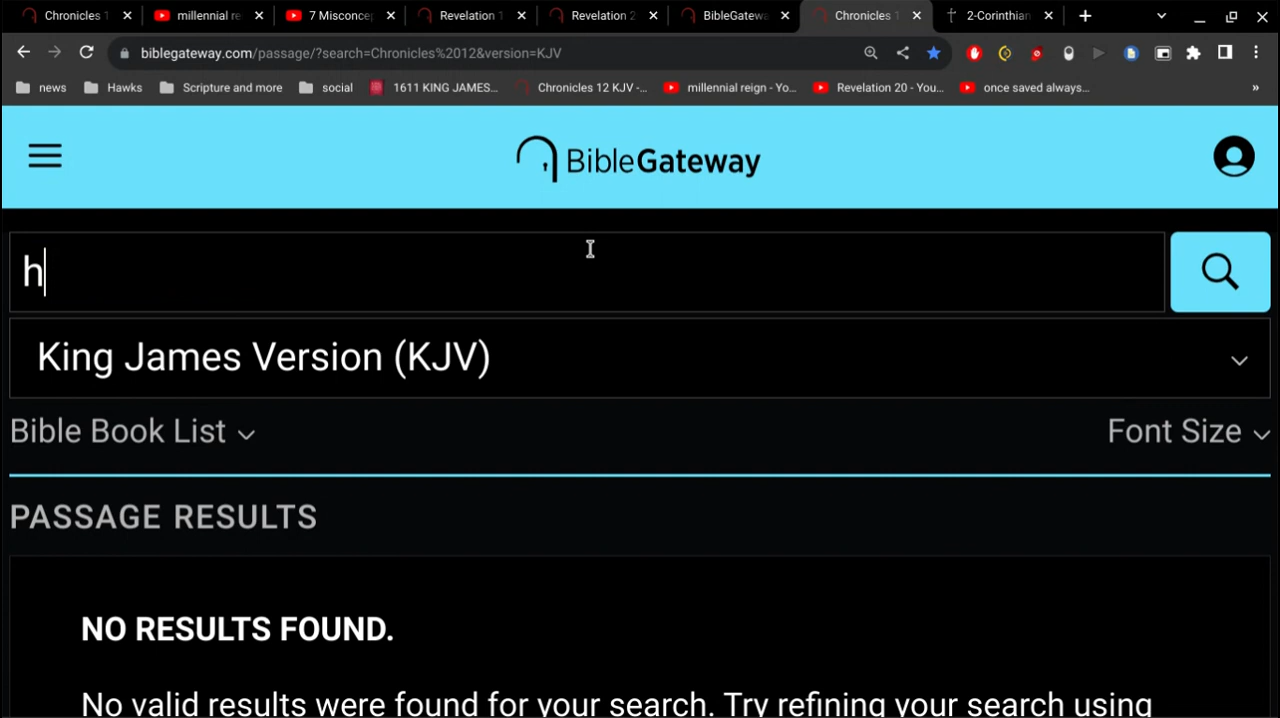 Chronicles 1
millennial re
7 Misconcep
Revelation 1
Revelation 2
BibleGatewa
Chronicles 1
2-Corinthian
biblegateway.com/passage/?search=Chronicles%2012&version=KJV
news
Hawks
Scripture and more
social
1611 KING JAMES...
Chronicles 12 KJV -...
millennial reign - Yo...
Revelation 20 - You...
once saved always...
»
BibleGateway
h
King James Version (KJV)
Bible Book List
Font Size
PASSAGE RESULTS
NO RESULTS FOUND.
No valid results were found for your search. Try refining your search using